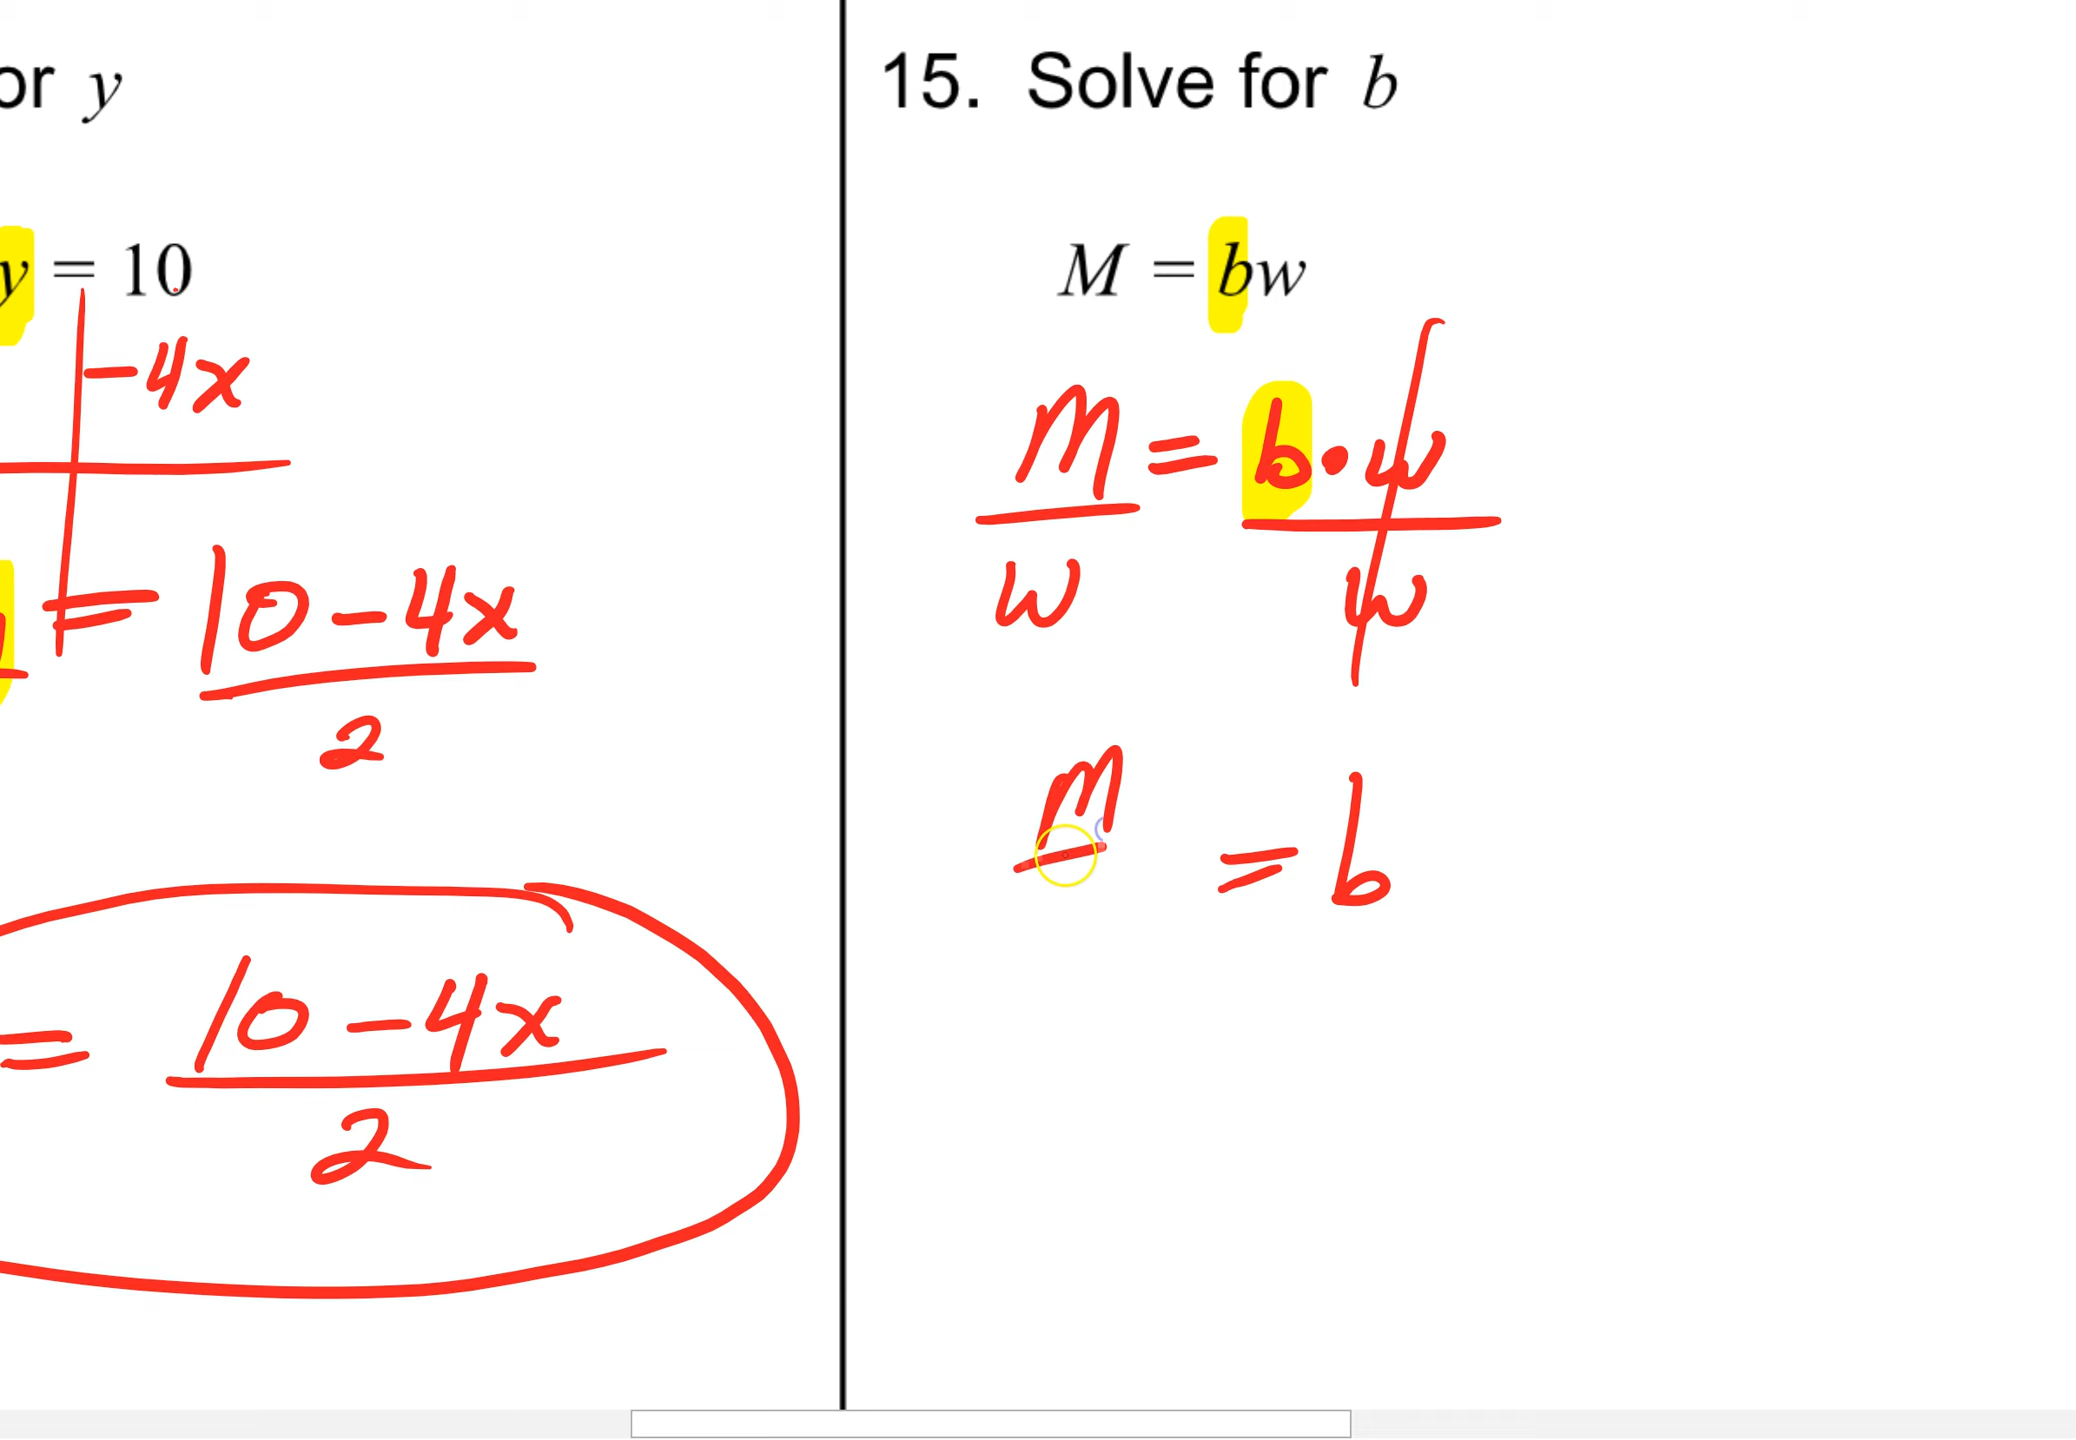 or y
y = 10
-4x
= 10 - 4x
2
= 10 - 4x
2
15. Solve for b
M = bw
M = b · w
w w
M = b